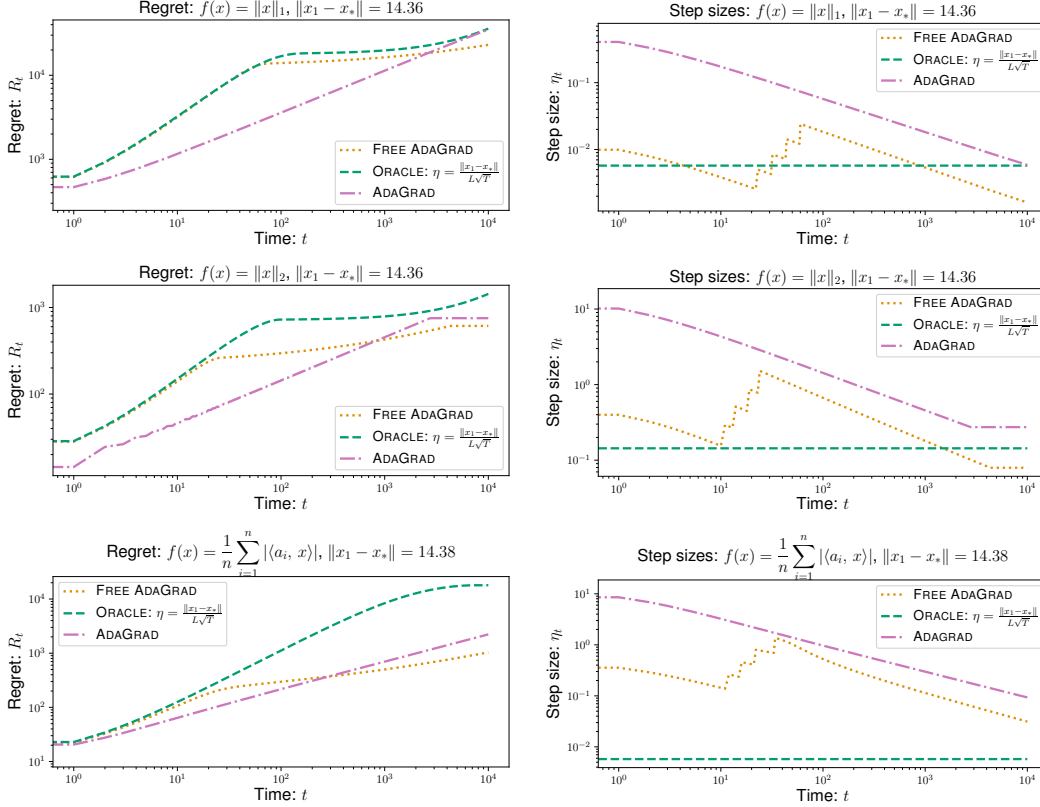 Regret: f(x) = ‖x‖₁, ‖x₁ − x∗‖ = 14.36
Regret: Rₜ
10⁴
10³
FREE ADAGRAD
ORACLE: η = ‖x₁−x∗‖/L√T
ADAGRAD
10⁰ 10¹ 10² 10³ 10⁴
Time: t
Step sizes: f(x) = ‖x‖₁, ‖x₁ − x∗‖ = 14.36
Step size: ηₜ
10⁻¹
10⁻²
FREE ADAGRAD
ORACLE: η = ‖x₁−x∗‖/L√T
ADAGRAD
10⁰ 10¹ 10² 10³ 10⁴
Time: t
Regret: f(x) = ‖x‖₂, ‖x₁ − x∗‖ = 14.36
Regret: Rₜ
10³
10²
FREE ADAGRAD
ORACLE: η = ‖x₁−x∗‖/L√T
ADAGRAD
10⁰ 10¹ 10² 10³ 10⁴
Time: t
Step sizes: f(x) = ‖x‖₂, ‖x₁ − x∗‖ = 14.36
Step size: ηₜ
10¹
10⁰
10⁻¹
FREE ADAGRAD
ORACLE: η = ‖x₁−x∗‖/L√T
ADAGRAD
10⁰ 10¹ 10² 10³ 10⁴
Time: t
Regret: f(x) = 1/n ∑ᵢ₌₁ⁿ |⟨aᵢ, x⟩|, ‖x₁ − x∗‖ = 14.38
Regret: Rₜ
10⁴
10³
10²
10¹
FREE ADAGRAD
ORACLE: η = ‖x₁−x∗‖/L√T
ADAGRAD
10⁰ 10¹ 10² 10³ 10⁴
Time: t
Step sizes: f(x) = 1/n ∑ᵢ₌₁ⁿ |⟨aᵢ, x⟩|, ‖x₁ − x∗‖ = 14.38
Step size: ηₜ
10¹
10⁰
10⁻¹
10⁻²
FREE ADAGRAD
ORACLE: η = ‖x₁−x∗‖/L√T
ADAGRAD
10⁰ 10¹ 10² 10³ 10⁴
Time: t